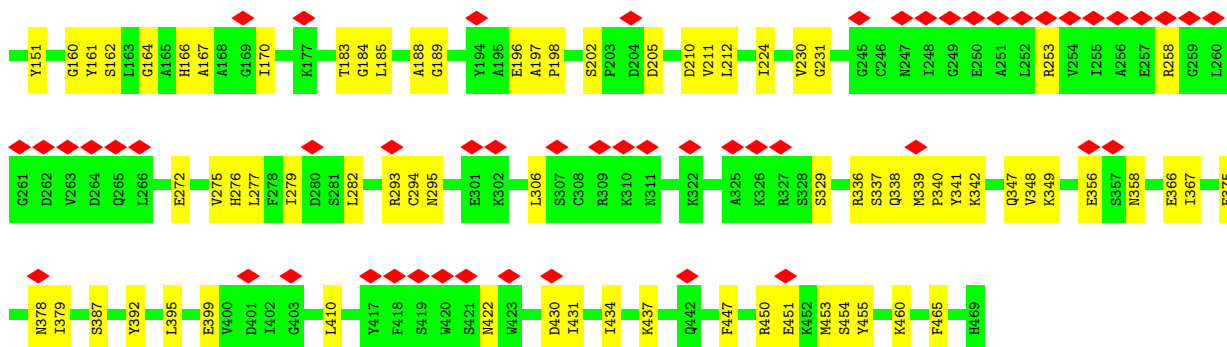 Y151 G160 Y161 S162 L163 G164 A165 H166 A167 A168 G169 I170 K177 T183 G184 L185 A188 G189 Y194 A195 E196 A197 P198 S202 P203 D204 D205 D210 V211 L212 I224 V230 G231 G245 C246 N247 I248 G249 E250 A251 L252 R253 V254 I255 A256 E257 R258 G259 L260
G261 D262 V263 D264 Q265 L266 E272 V275 H276 L277 F278 I279 D280 S281 L282 R293 C294 N295 E301 K302 L306 S307 C308 R309 K310 N311 K322 A325 K326 R327 S328 S329 R336 S337 Q338 M339 P340 Y341 K342 Q347 V348 K349 E356 S357 N358 E366 I367
N378 I379 S387 Y392 L395 E399 V400 D401 I402 G403 L410 Y417 F418 S419 W420 S421 N422 W423 D430 I431 I434 K437 Q442 F447 R450 E451 K452 M453 S454 Y455 K460 F465 H469